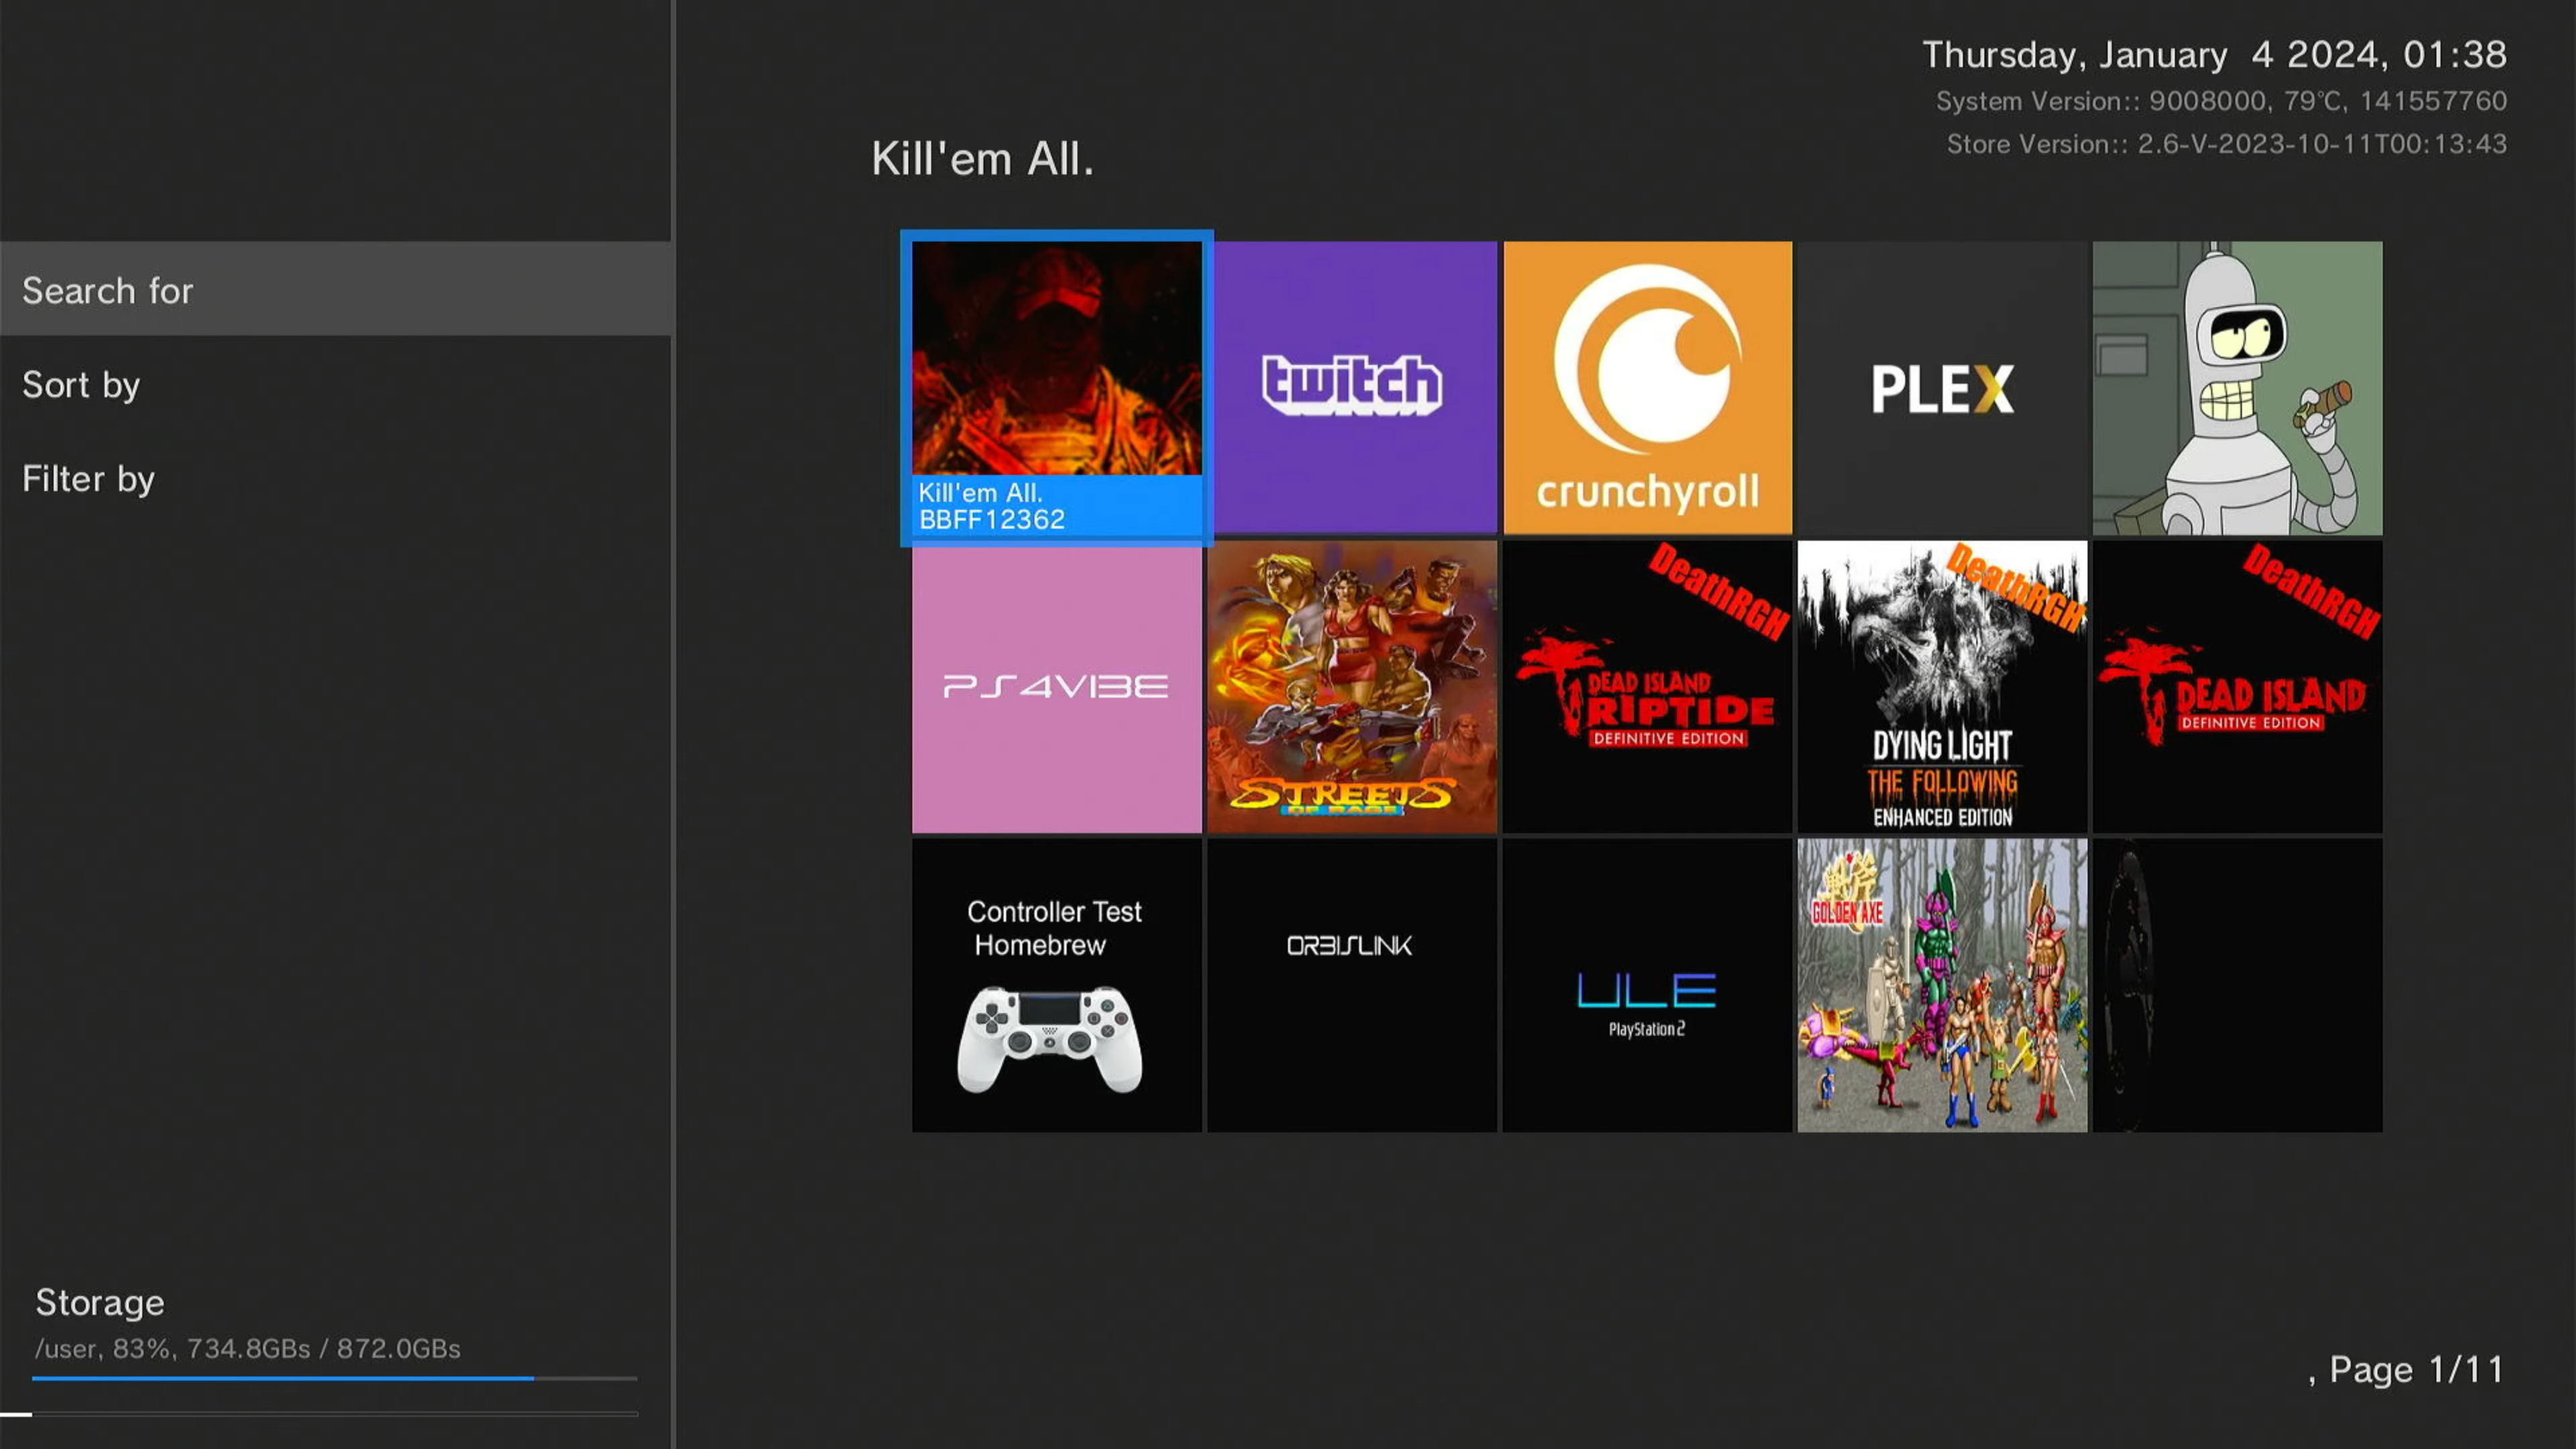 Thursday, January  4 2024, 01:38
System Version:: 9008000, 79℃, 141557760
Store Version:: 2.6-V-2023-10-11T00:13:43
Kill'em All.
Search for
Sort by
Filter by
Kill'em All.
BBFF12362
twitch
crunchyroll
PLEX
PS4VIBE
STREETS
OF RAGE
DeathRGH
DEAD ISLAND
RIPTIDE
DEFINITIVE EDITION
DeathRGH
DYING LIGHT
THE FOLLOWING
ENHANCED EDITION
DeathRGH
DEAD ISLAND
DEFINITIVE EDITION
Controller Test
Homebrew
ORBISLINK
ULE
PlayStation 2
GOLDEN AXE
Storage
/user, 83%, 734.8GBs / 872.0GBs
, Page 1/11